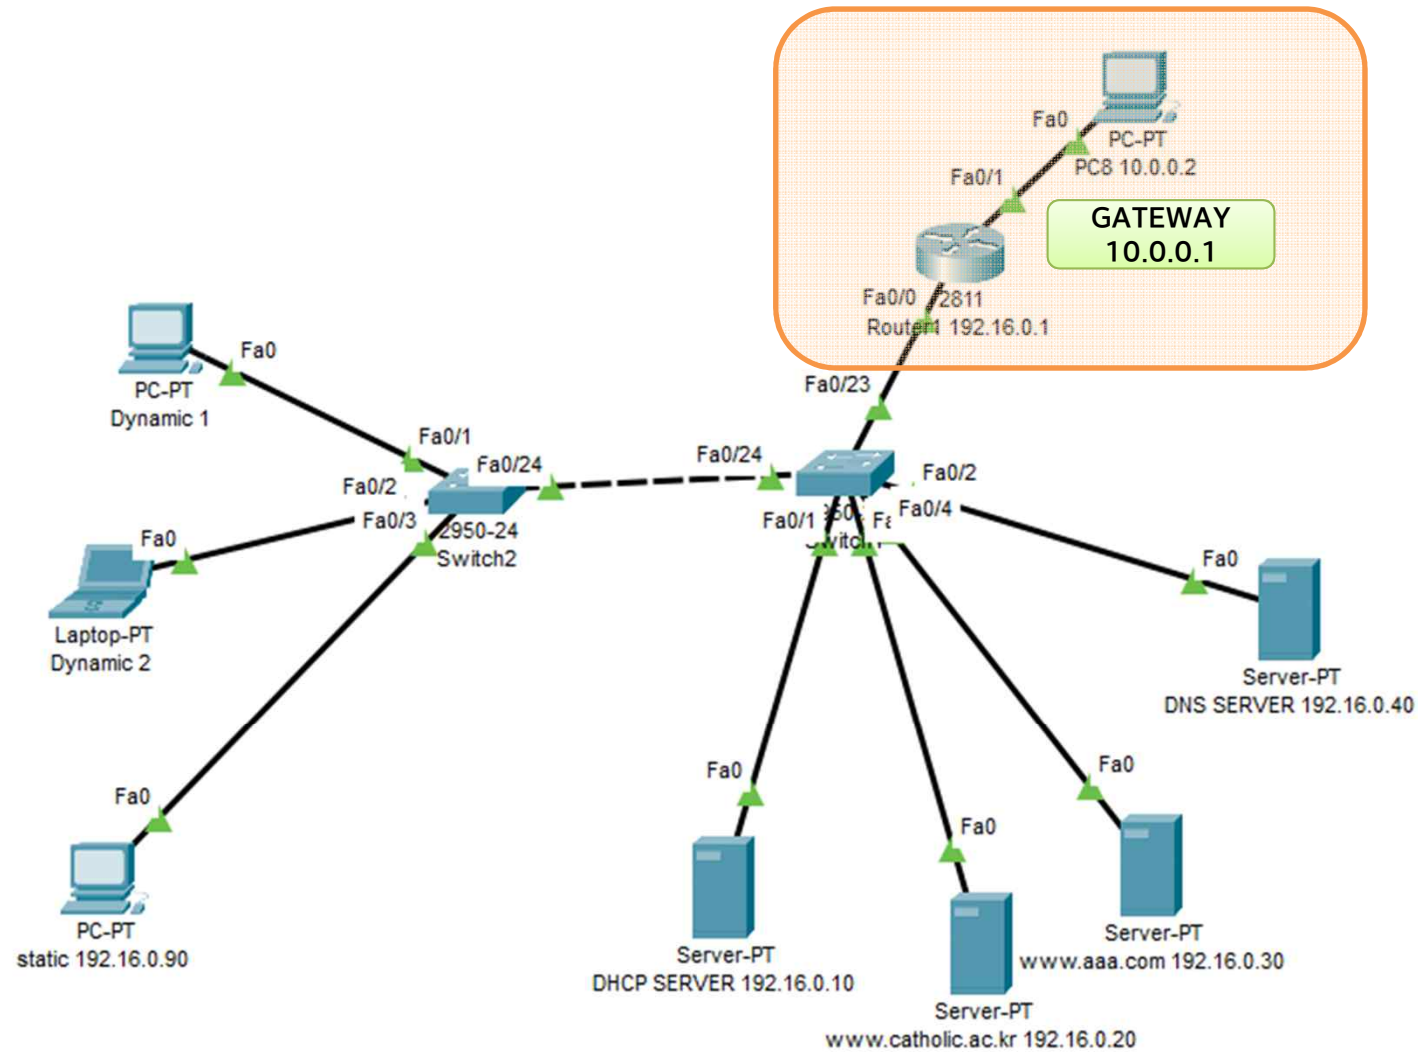 Fa0
PC-PT
PC8 10.0.0.2
Fa0/1
GATEWAY
10.0.0.1
Fa0/0
2811
Router1 192.16.0.1
Fa0/23
Fa0
PC-PT
Dynamic 1
Fa0/1
Fa0/24
Fa0/2
Fa0/3
2950-24
Switch2
Fa0
Laptop-PT
Dynamic 2
Fa0/24
Fa0/2
Fa0/4
Fa0/1
Fa0
Server-PT
DNS SERVER 192.16.0.40
Fa0
PC-PT
static 192.16.0.90
Fa0
Server-PT
DHCP SERVER 192.16.0.10
Fa0
Server-PT
www.catholic.ac.kr 192.16.0.20
Fa0
Server-PT
www.aaa.com 192.16.0.30